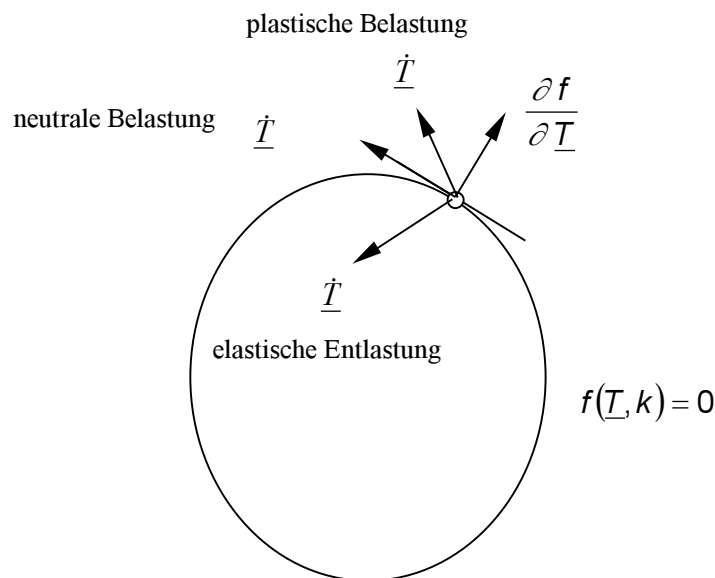 plastische Belastung
Ṫ
∂f
∂T
neutrale Belastung Ṫ
Ṫ
elastische Entlastung
f(T,k)=0